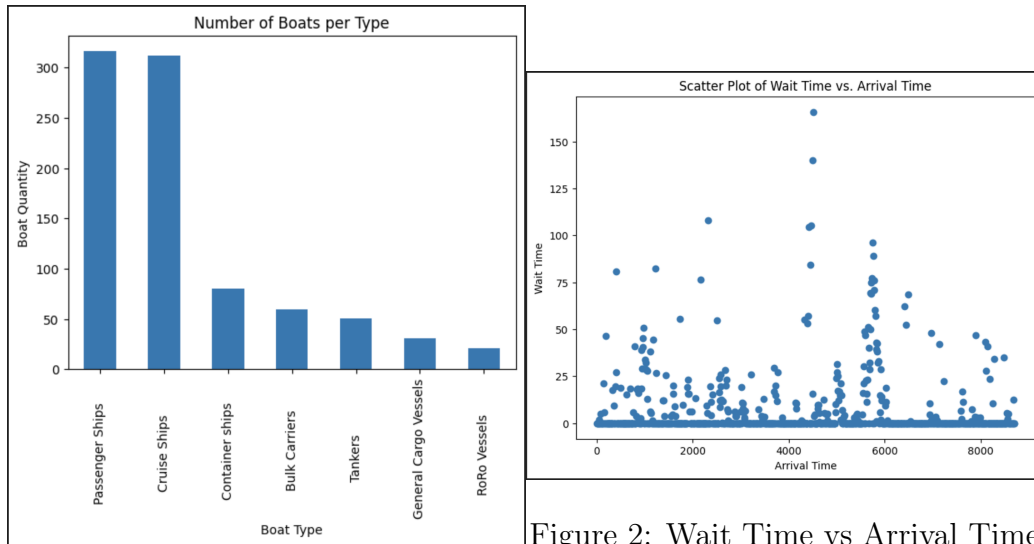 Number of Boats per Type
300
250
200
150
100
50
0
Boat Quantity
Passenger Ships
Cruise Ships
Container ships
Bulk Carriers
Tankers
General Cargo Vessels
RoRo Vessels
Boat Type
Scatter Plot of Wait Time vs. Arrival Time
150
125
100
75
50
25
0
Wait Time
0 2000 4000 6000 8000
Arrival Time
Figure 2: Wait Time vs Arrival Time